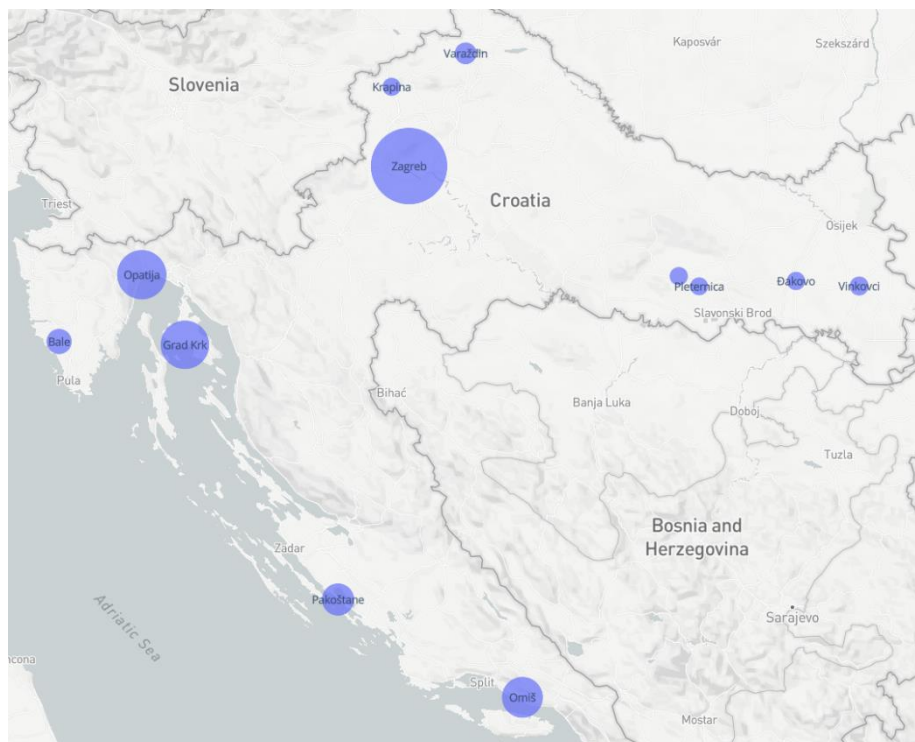 Kaposvár
Szekszárd
Varaždin
Slovenia
Krapina
Zagreb
Croatia
Triest
Osijek
Opatija
Pleternica
Đakovo
Vinkovci
Slavonski Brod
Bale
Grad Krk
Pula
Bihać
Banja Luka
Doboj
Tuzla
Bosnia and
Herzegovina
Zadar
Pakoštane
Adriatic Sea
Sarajevo
ncona
Split
Omiš
Mostar